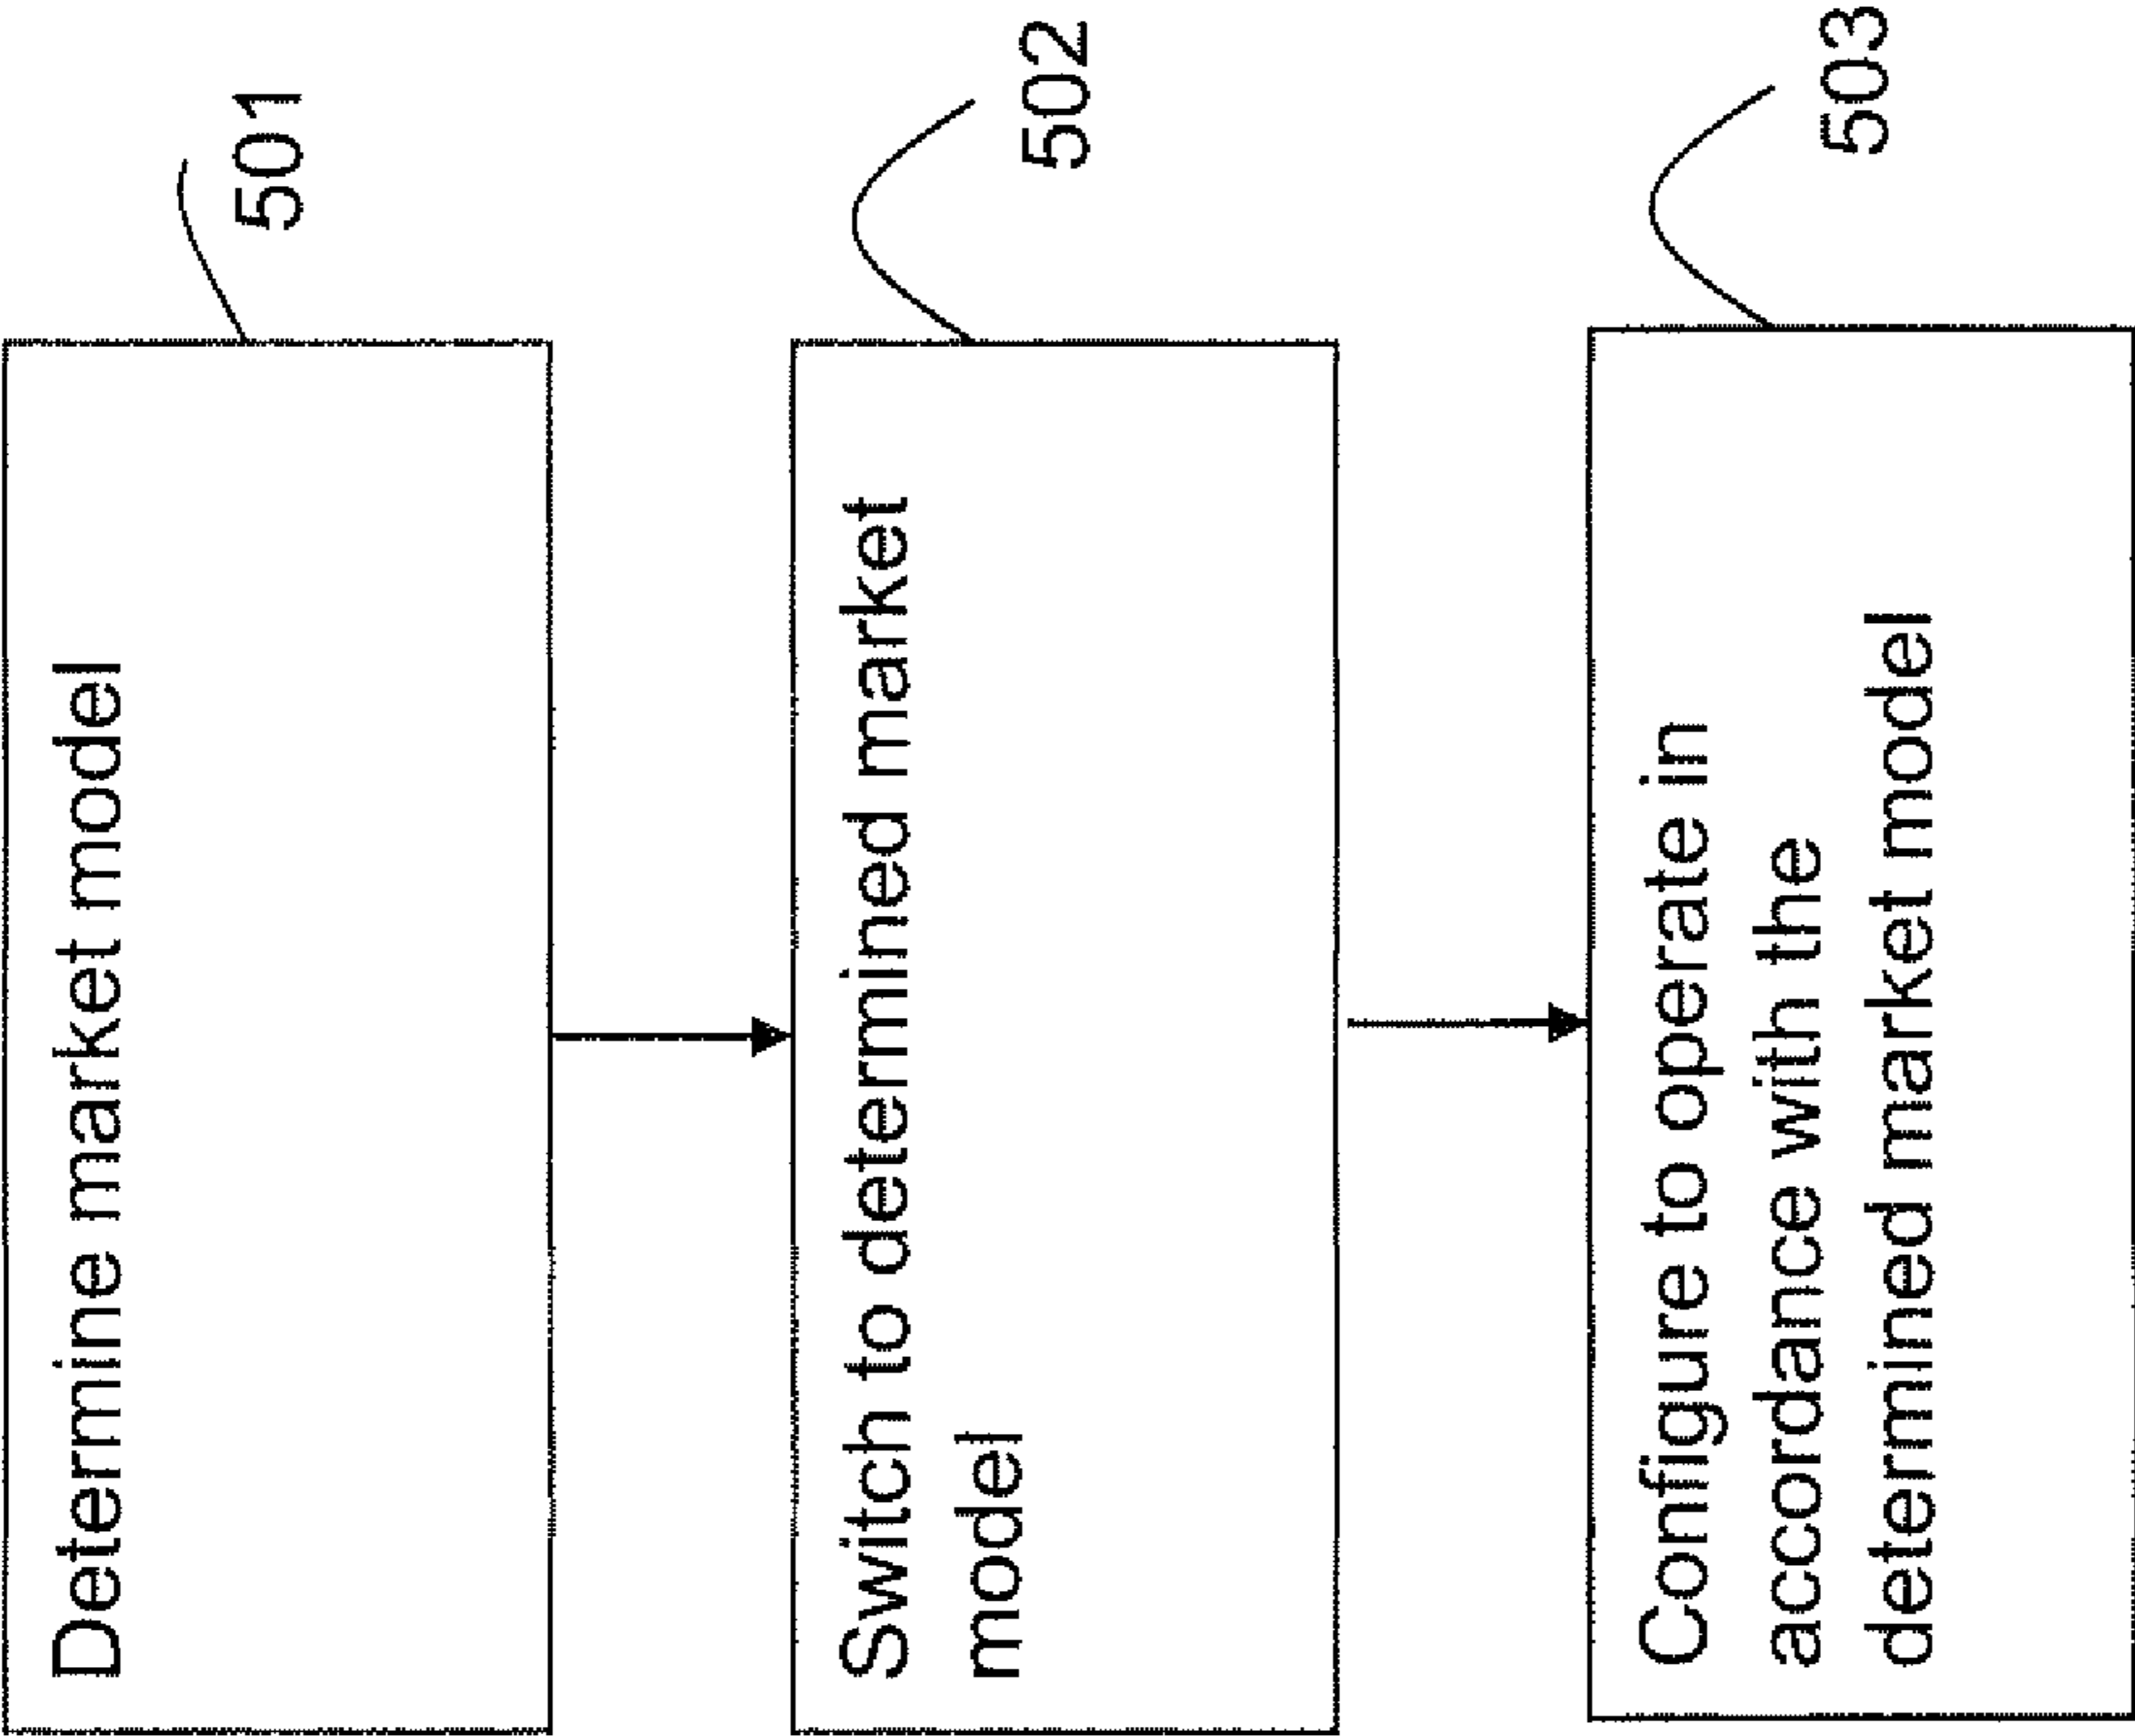 Determine market model
501
Switch to determined market
model
502
Configure to operate in
accordance with the
determined market model
503